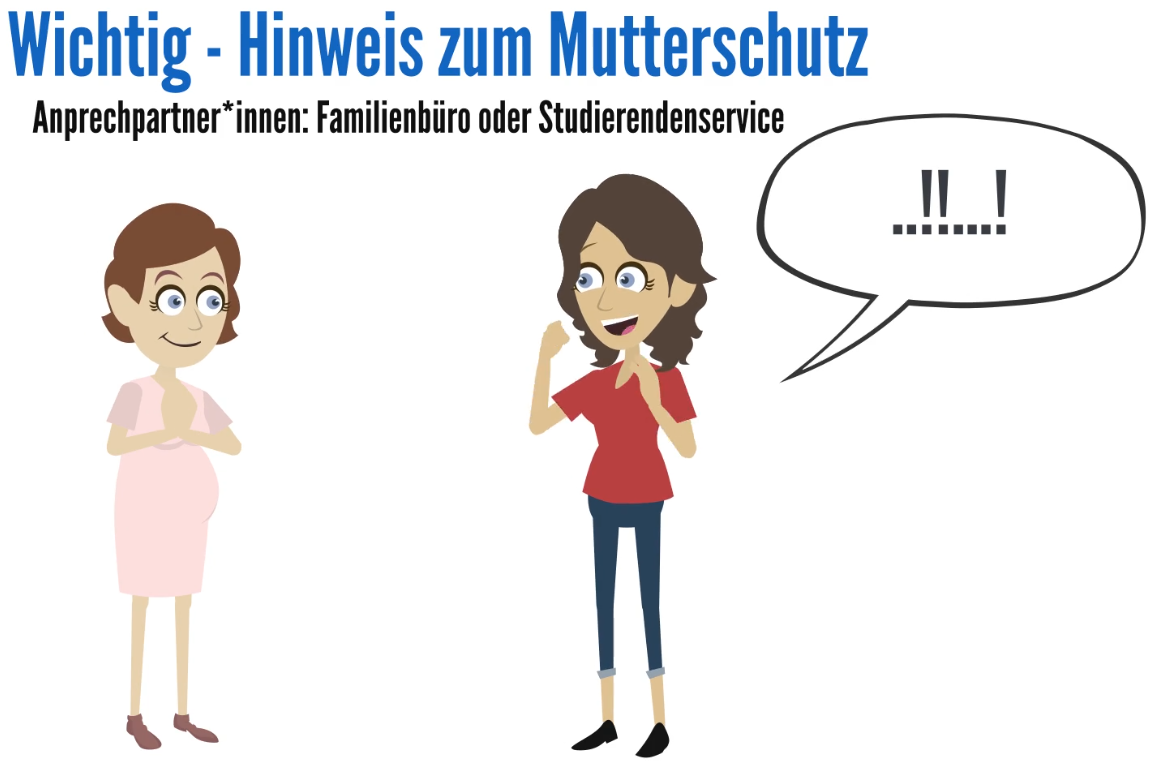 Wichtig - Hinweis zum Mutterschutz
Anprechpartner*innen: Familienbüro oder Studierendenservice
..!!...!